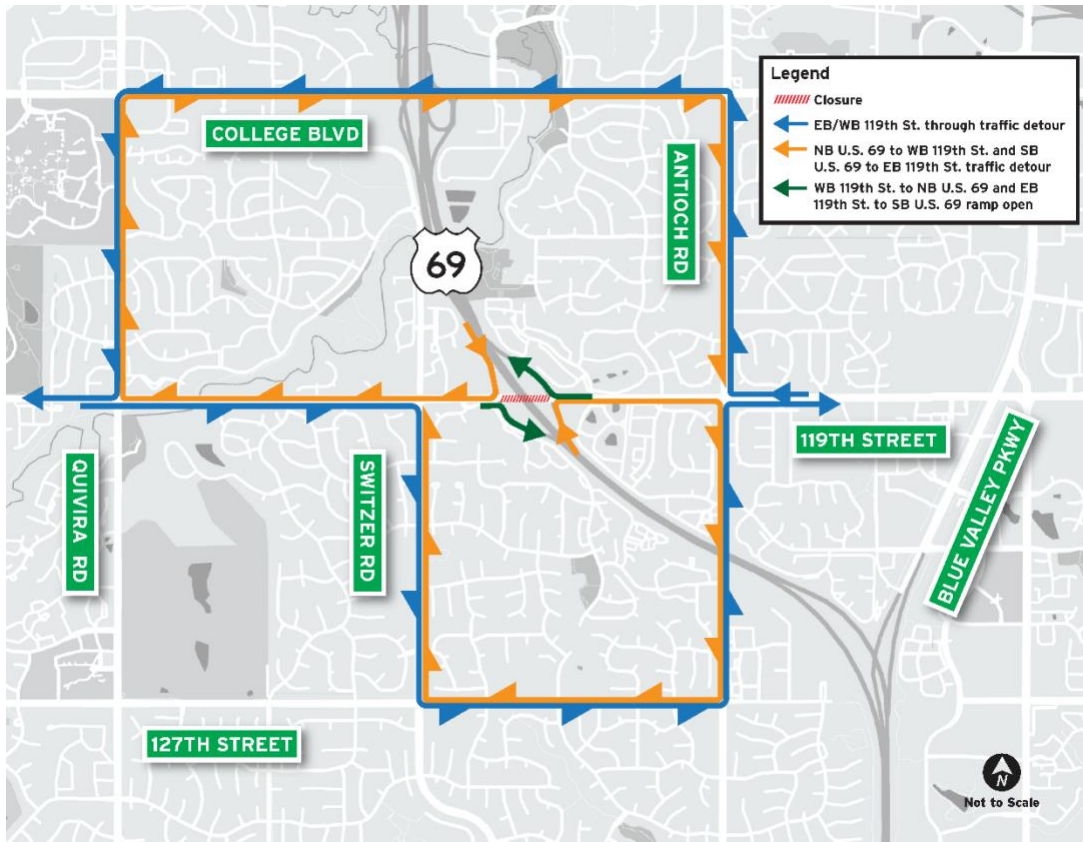 Legend
Closure
EB/WB 119th St. through traffic detour
NB U.S. 69 to WB 119th St. and SB
U.S. 69 to EB 119th St. traffic detour
WB 119th St. to NB U.S. 69 and EB
119th St. to SB U.S. 69 ramp open
COLLEGE BLVD
ANTIOCH RD
69
119TH STREET
QUIVIRA RD
SWITZER RD
BLUE VALLEY PKWY
127TH STREET
N
Not to Scale